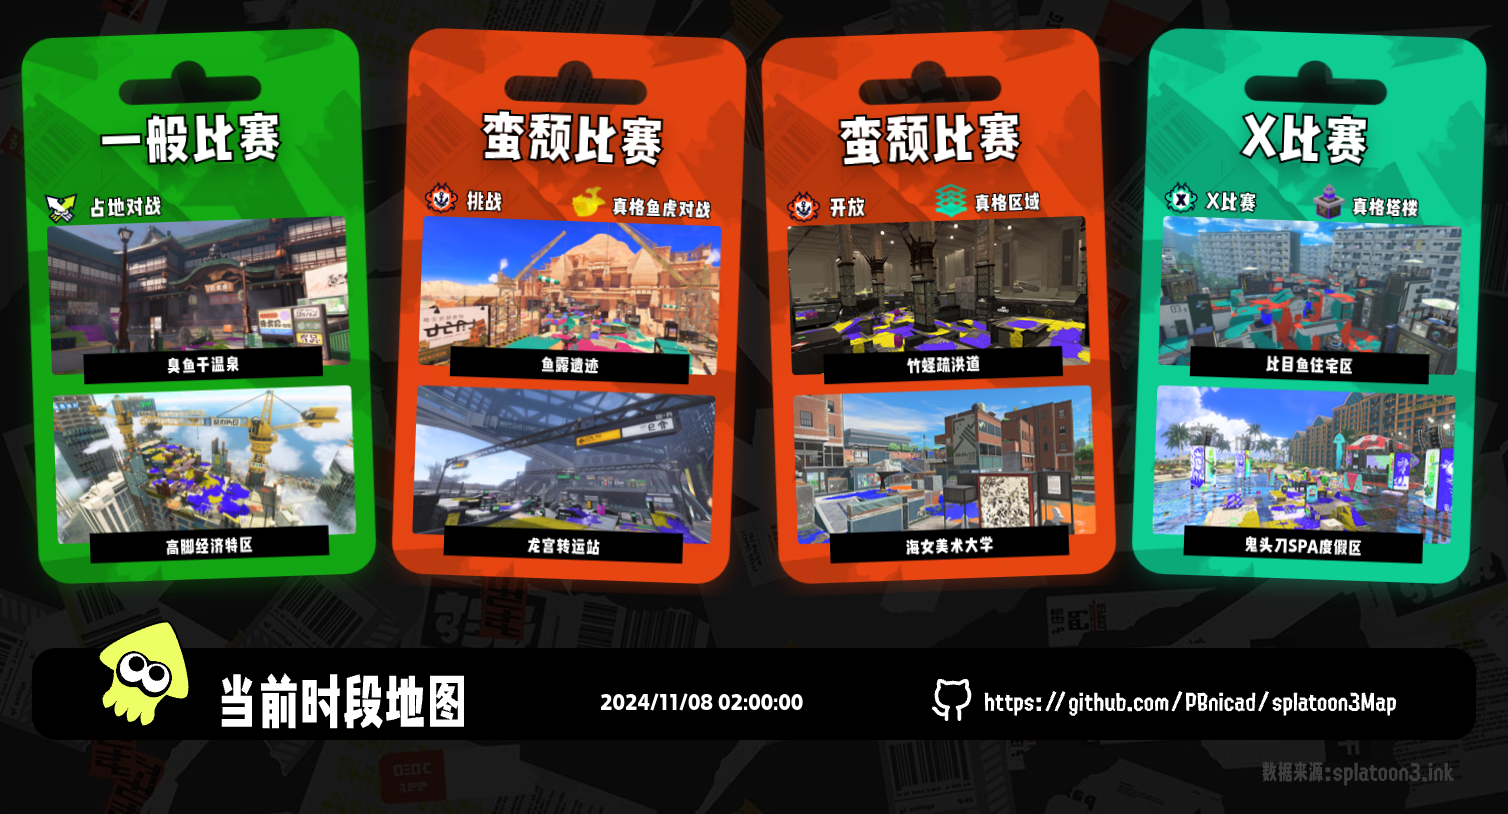 一般比赛
占地对战
臭鱼干温泉
高脚经济特区
蛮颓比赛
挑战
真格鱼虎对战
鱼露遗迹
龙宫转运站
蛮颓比赛
开放
真格区域
竹蛏疏洪道
海女美术大学
X比赛
X比赛
真格塔楼
比目鱼住宅区
鬼头刀SPA度假区
当前时段地图
2024/11/08 02:00:00
https://github.com/PBnicad/splatoon3Map
数据来源:splatoon3.ink